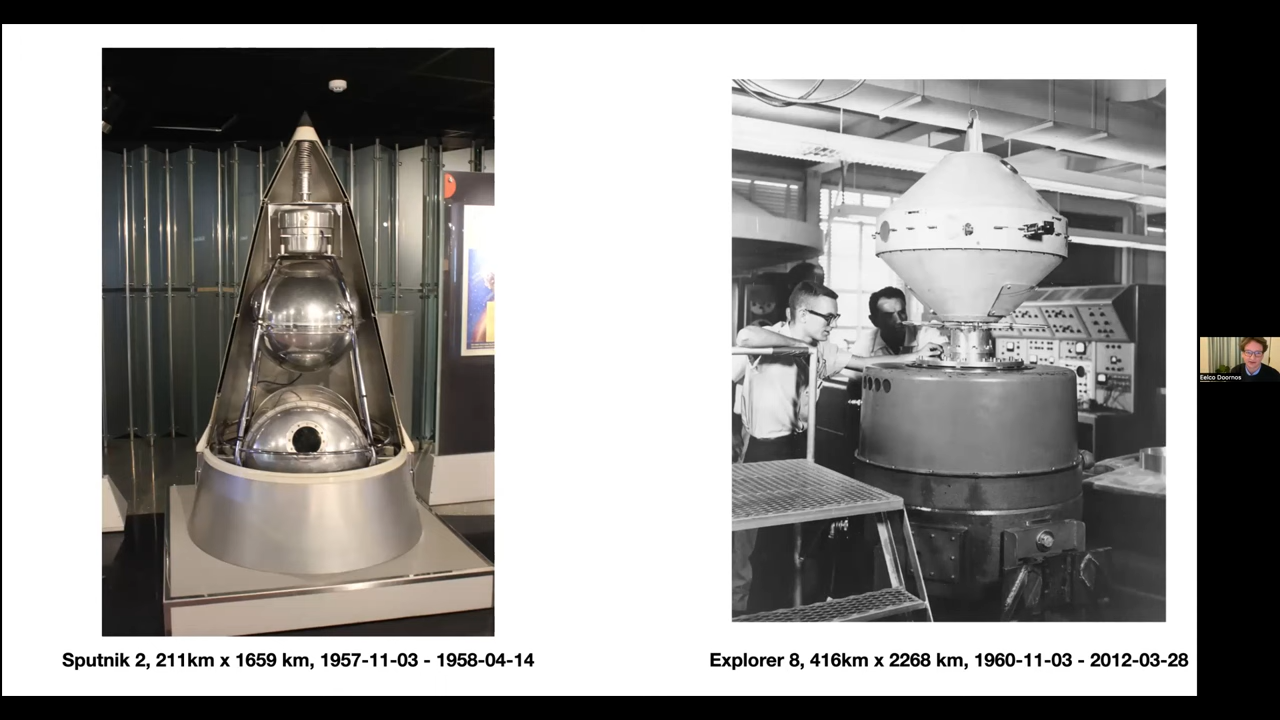 Sputnik 2, 211km x 1659 km, 1957-11-03 - 1958-04-14
Explorer 8, 416km x 2268 km, 1960-11-03 - 2012-03-28
Eelco Doornos